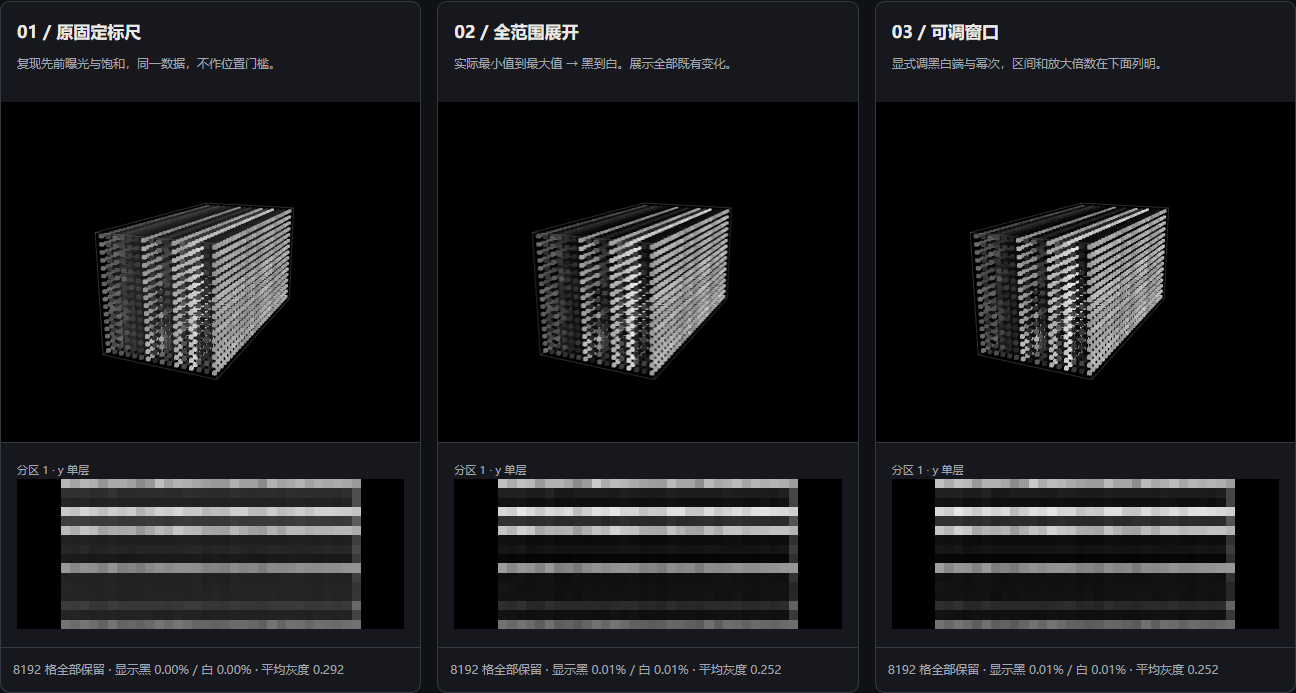 01 / 原固定标尺
复现先前曝光与饱和，同一数据，不作位置门槛。
分区 1 · y 单层
8192 格全部保留 · 显示黑 0.00% / 白 0.00% · 平均灰度 0.292
02 / 全范围展开
实际最小值到最大值 → 黑到白。展示全部既有变化。
分区 1 · y 单层
8192 格全部保留 · 显示黑 0.01% / 白 0.01% · 平均灰度 0.252
03 / 可调窗口
显式调黑白端与幂次，区间和放大倍数在下面列明。
分区 1 · y 单层
8192 格全部保留 · 显示黑 0.01% / 白 0.01% · 平均灰度 0.252